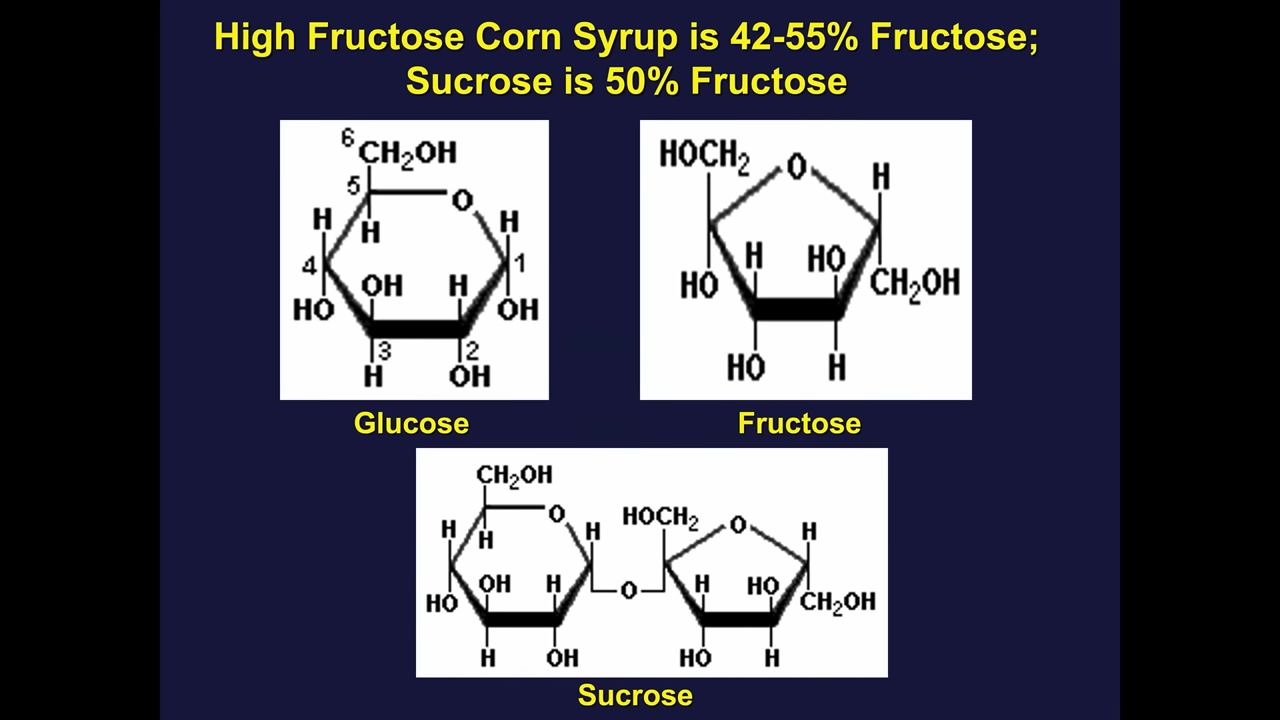 High Fructose Corn Syrup is 42-55% Fructose;
Sucrose is 50% Fructose
6
CH₂OH
5
O
H
H
H
4
1
OH
H
HO
OH
3
2
H
OH
HOCH₂
O
H
H
HO
HO
CH₂OH
HO
H
Glucose
Fructose
CH₂OH
O
H
H
H
OH
H
HO
O
H
OH
HOCH₂
O
H
H
HO
CH₂OH
HO
H
Sucrose